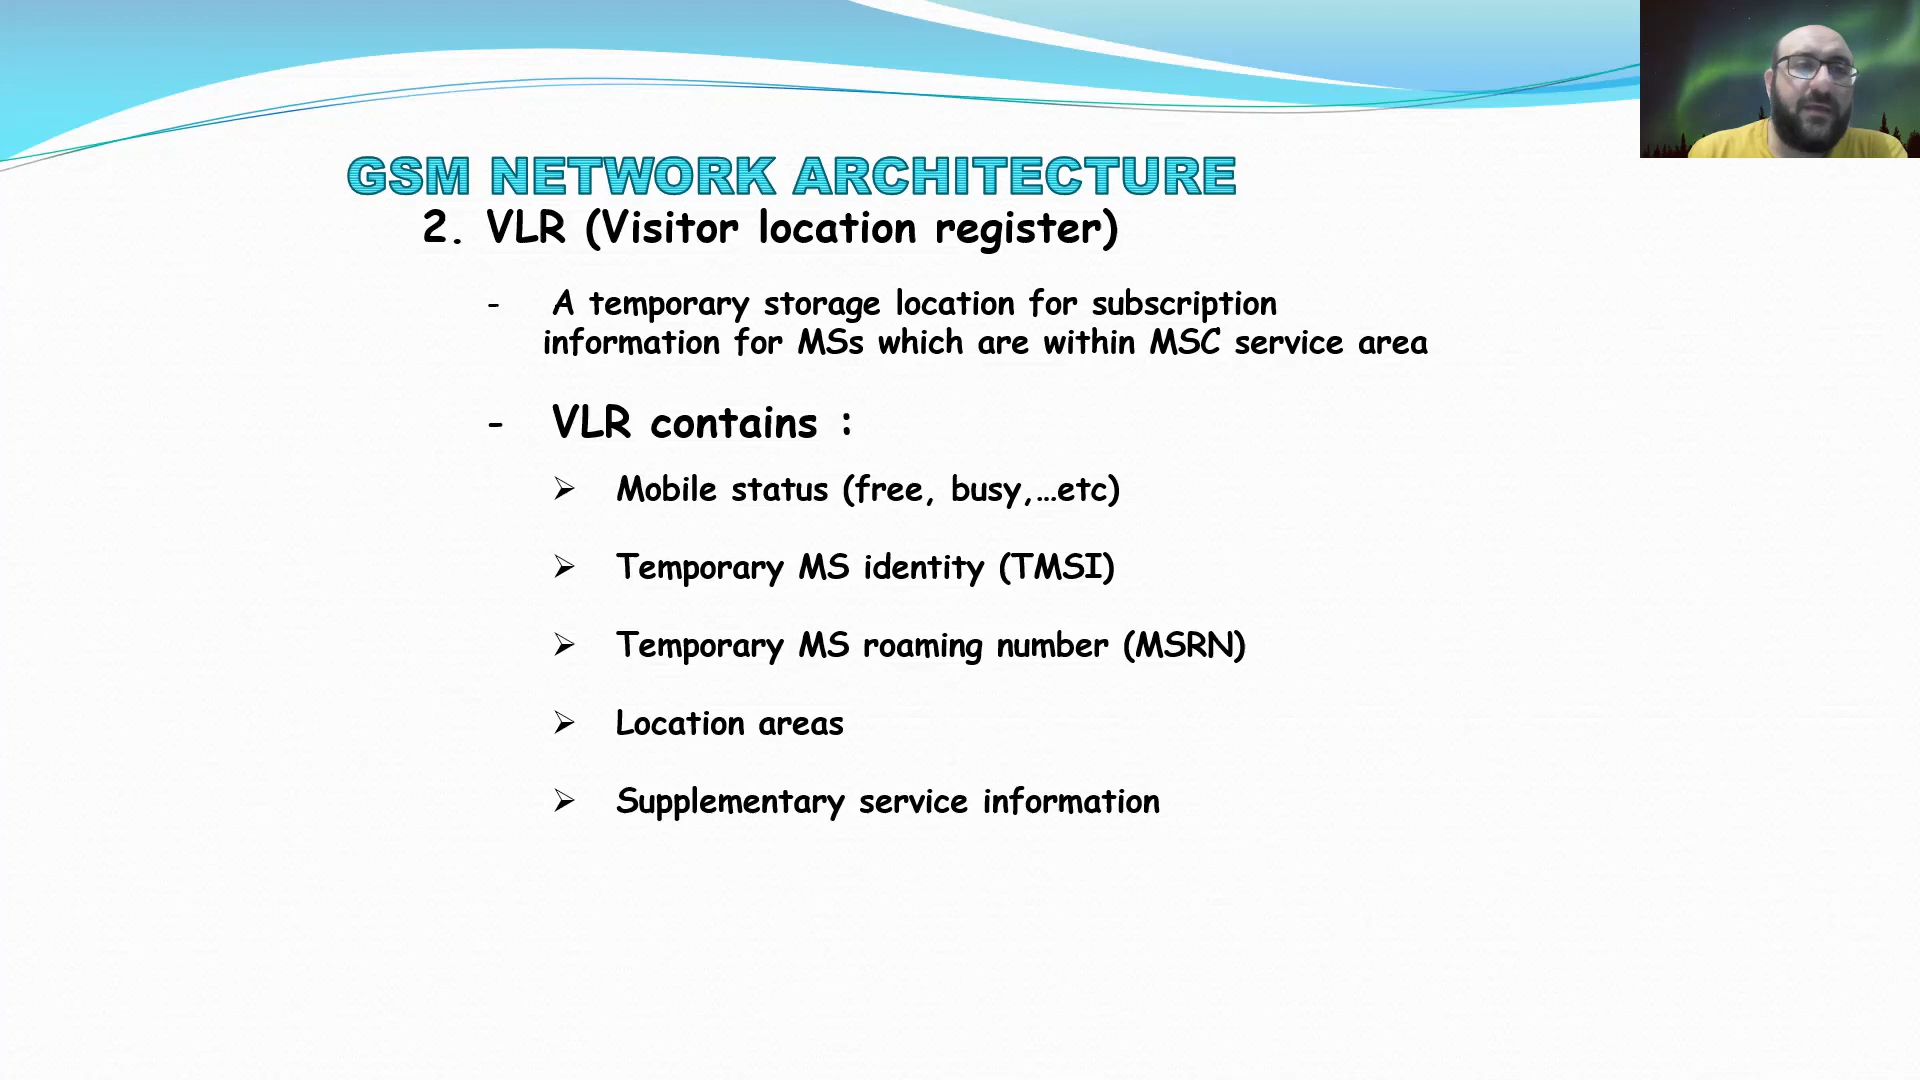 GSM NETWORK ARCHITECTURE
2. VLR (Visitor location register)
- A temporary storage location for subscription
information for MSs which are within MSC service area
- VLR contains :
➢ Mobile status (free, busy,...etc)
➢ Temporary MS identity (TMSI)
➢ Temporary MS roaming number (MSRN)
➢ Location areas
➢ Supplementary service information